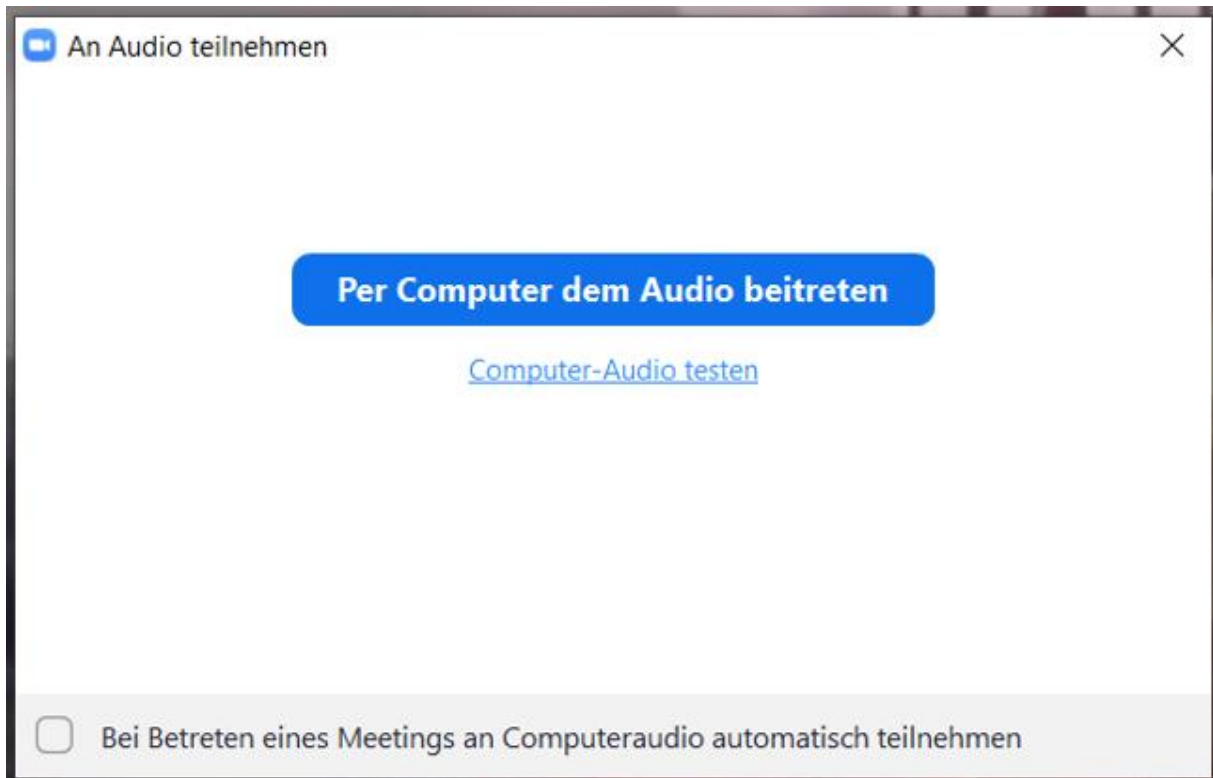 An Audio teilnehmen
Per Computer dem Audio beitreten
Computer-Audio testen
Bei Betreten eines Meetings an Computeraudio automatisch teilnehmen